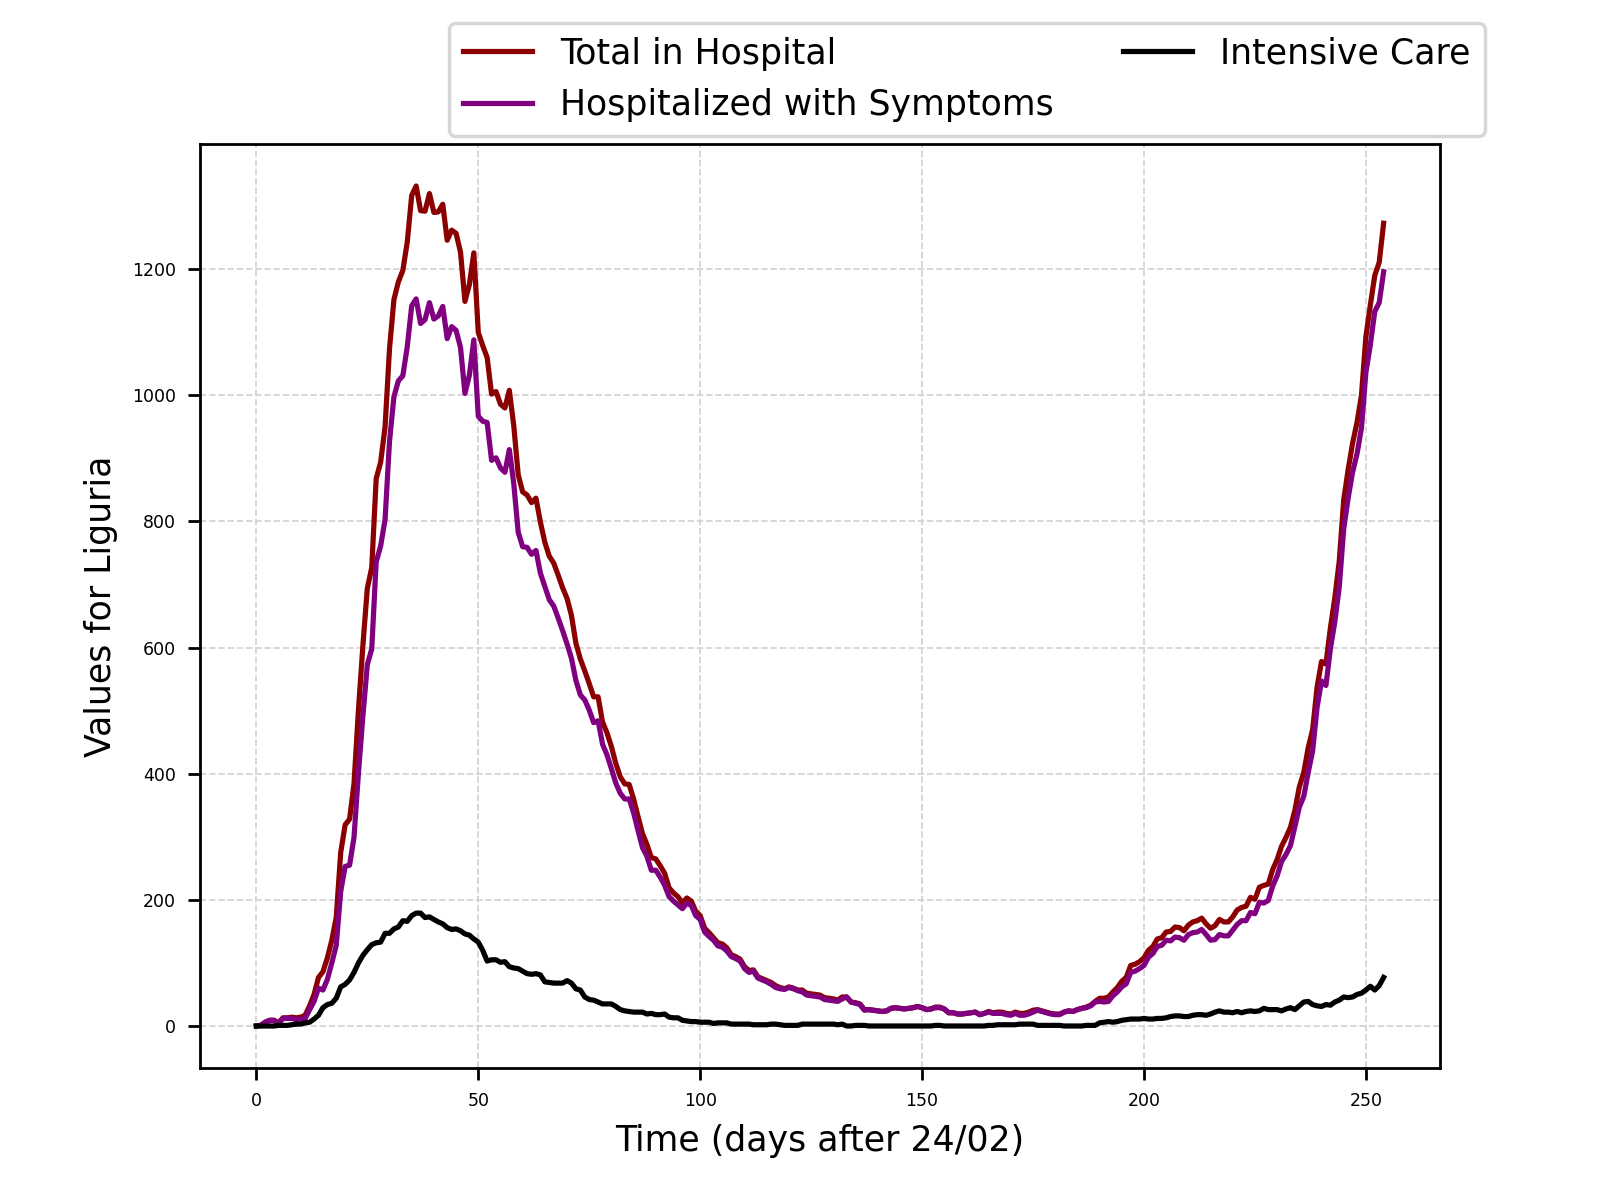 Total in Hospital
Hospitalized with Symptoms
Intensive Care
Values for Liguria
1200
1000
800
600
400
200
0
0 50 100 150 200 250
Time (days after 24/02)